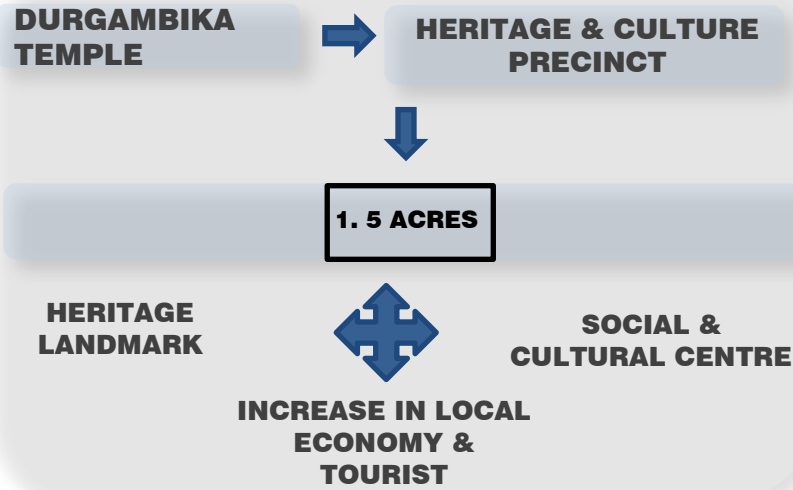 DURGAMBIKA
TEMPLE
HERITAGE & CULTURE
PRECINCT
1. 5 ACRES
HERITAGE
LANDMARK
SOCIAL &
CULTURAL CENTRE
INCREASE IN LOCAL
ECONOMY &
TOURIST